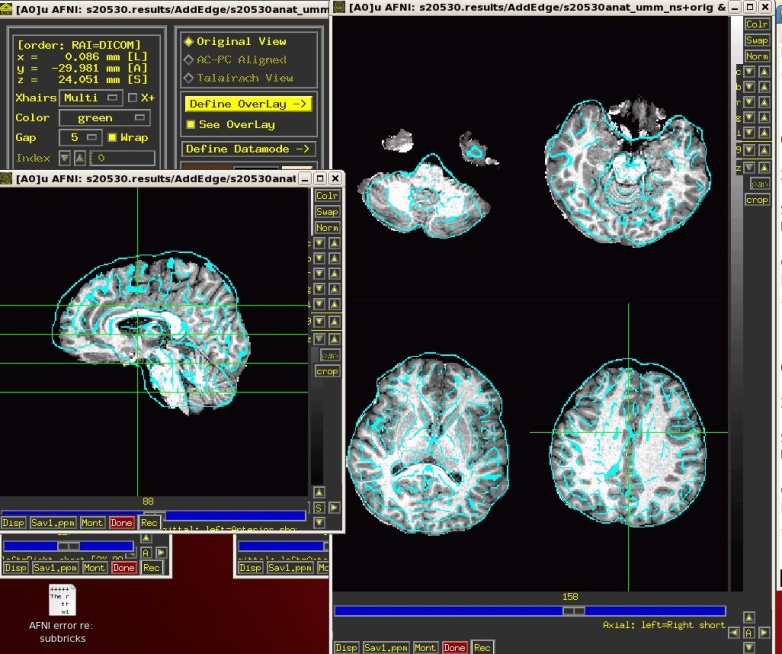 [A0]u AFNI: s20530.results/AddEdge/s20530anat_umm
[A0]u AFNI: s20530.results/AddEdge/s20530anat_umm_ns+orig &
[order: RAI=DICOM]
x = 0.086 mm [L]
y = -29.981 mm [A]
z = 24.051 mm [S]
Xhairs Multi X+
Color green
Gap 5 Wrap
Index 0
Original View
AC-PC Aligned
Talairach View
Define OverLay ->
See OverLay
Define Datamode ->
Colr
Swap
Norm
crop
[A0]u AFNI: s20530.results/AddEdge/s20530anat
Colr
Swap
Norm
crop
88
S
Disp Sav1.ppm Mont Done Rec
A
Disp Sav1.ppm Mont Done Rec
Disp Sav1.ppm Mont Done
158
Axial: left=Right short
A
Disp Sav1.ppm Mont Done Rec
AFNI error re:
subbricks